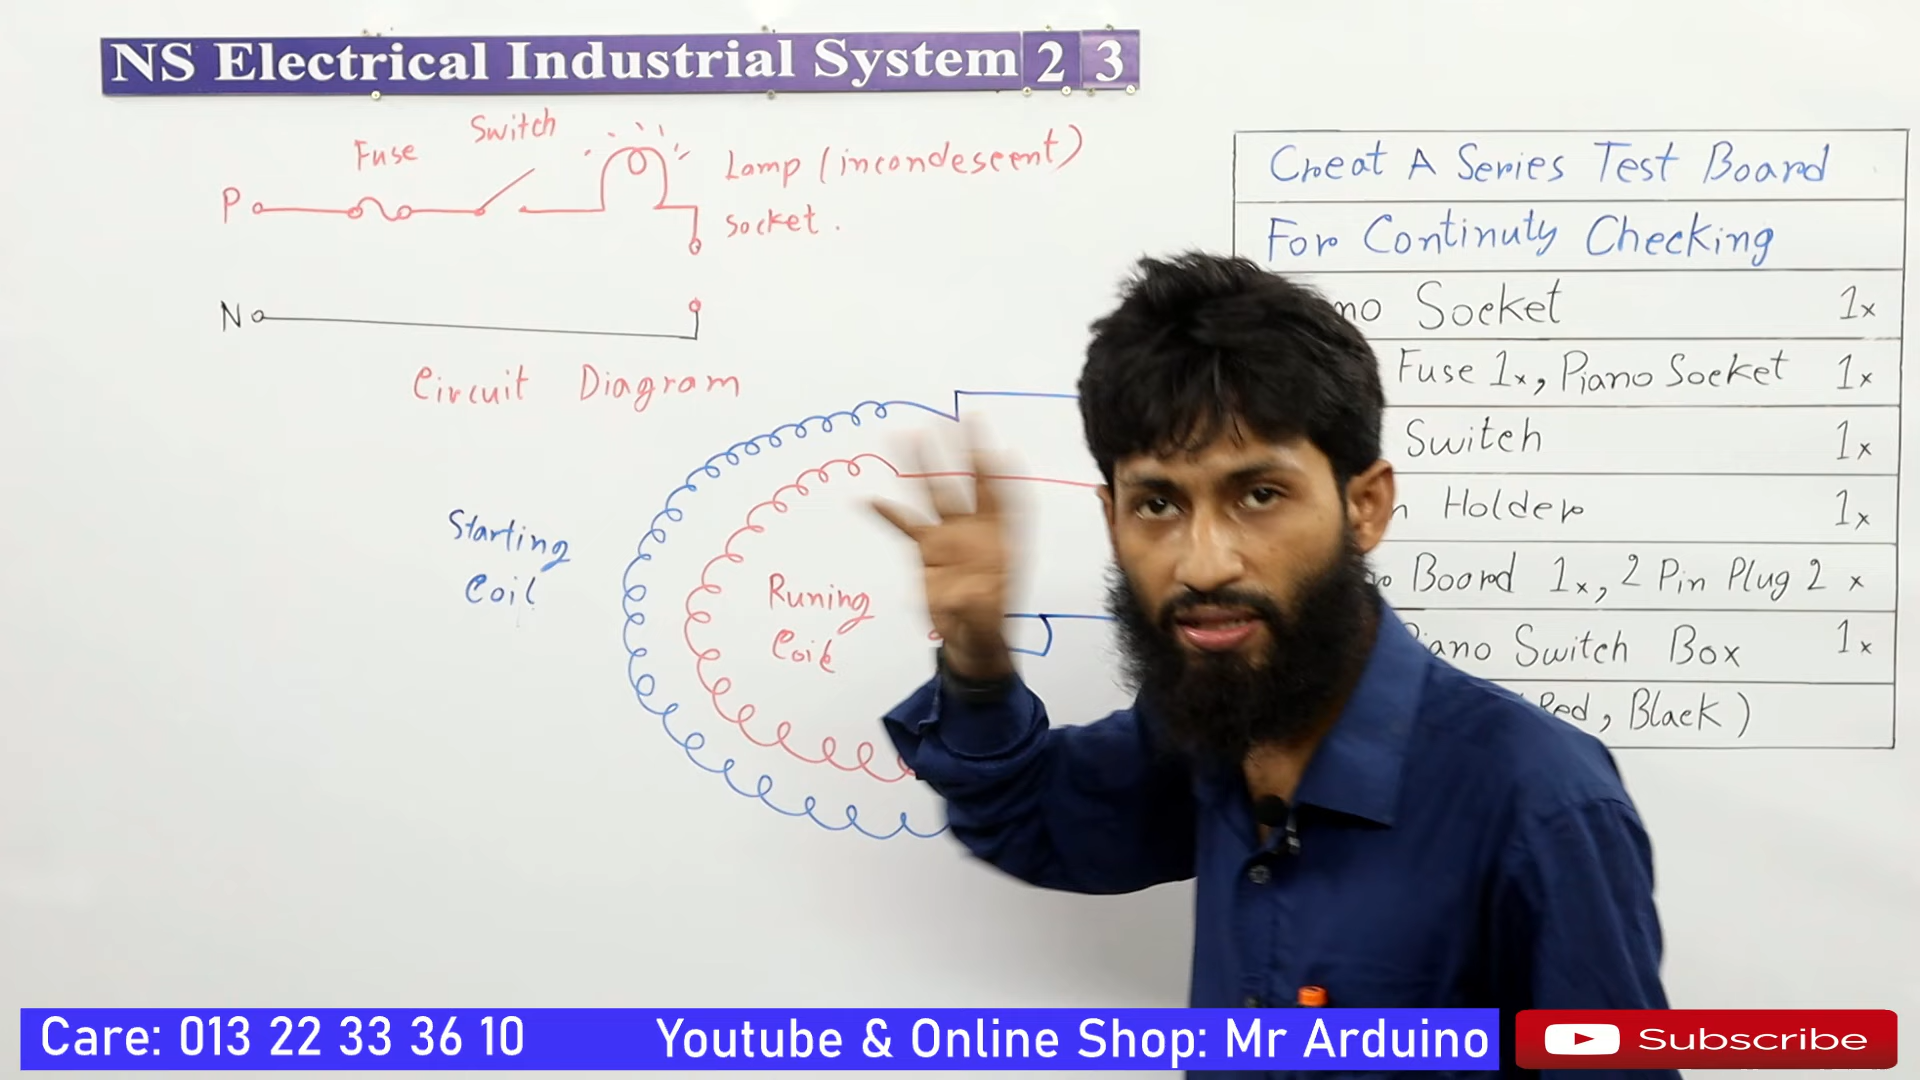 NS Electrical Industrial System 2 3
Switch
Fuse
Lamp (incondescent)
P
socket.
N
Circuit Diagram
Starting
Coil
Runing
Coil
Creat A Series Test Board
For Continuty Checking
Socket 1x
Fuse 1x, Piano Socket 1x
Switch 1x
Holder 1x
Board 1x, 2 Pin Plug 2 x
Switch Box 1x
Red, Black)
Care: 013 22 33 36 10
Youtube & Online Shop: Mr Arduino
Subscribe